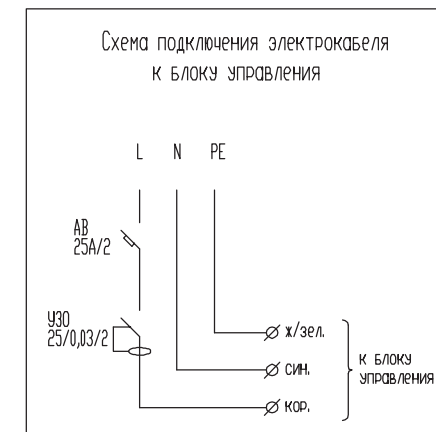 Схема подключения электрокабеля
к блоку управления
L N PE
АВ
25А/2
УЗО
25/0,03/2
ж/зел.
син.
кор.
к блоку
управления